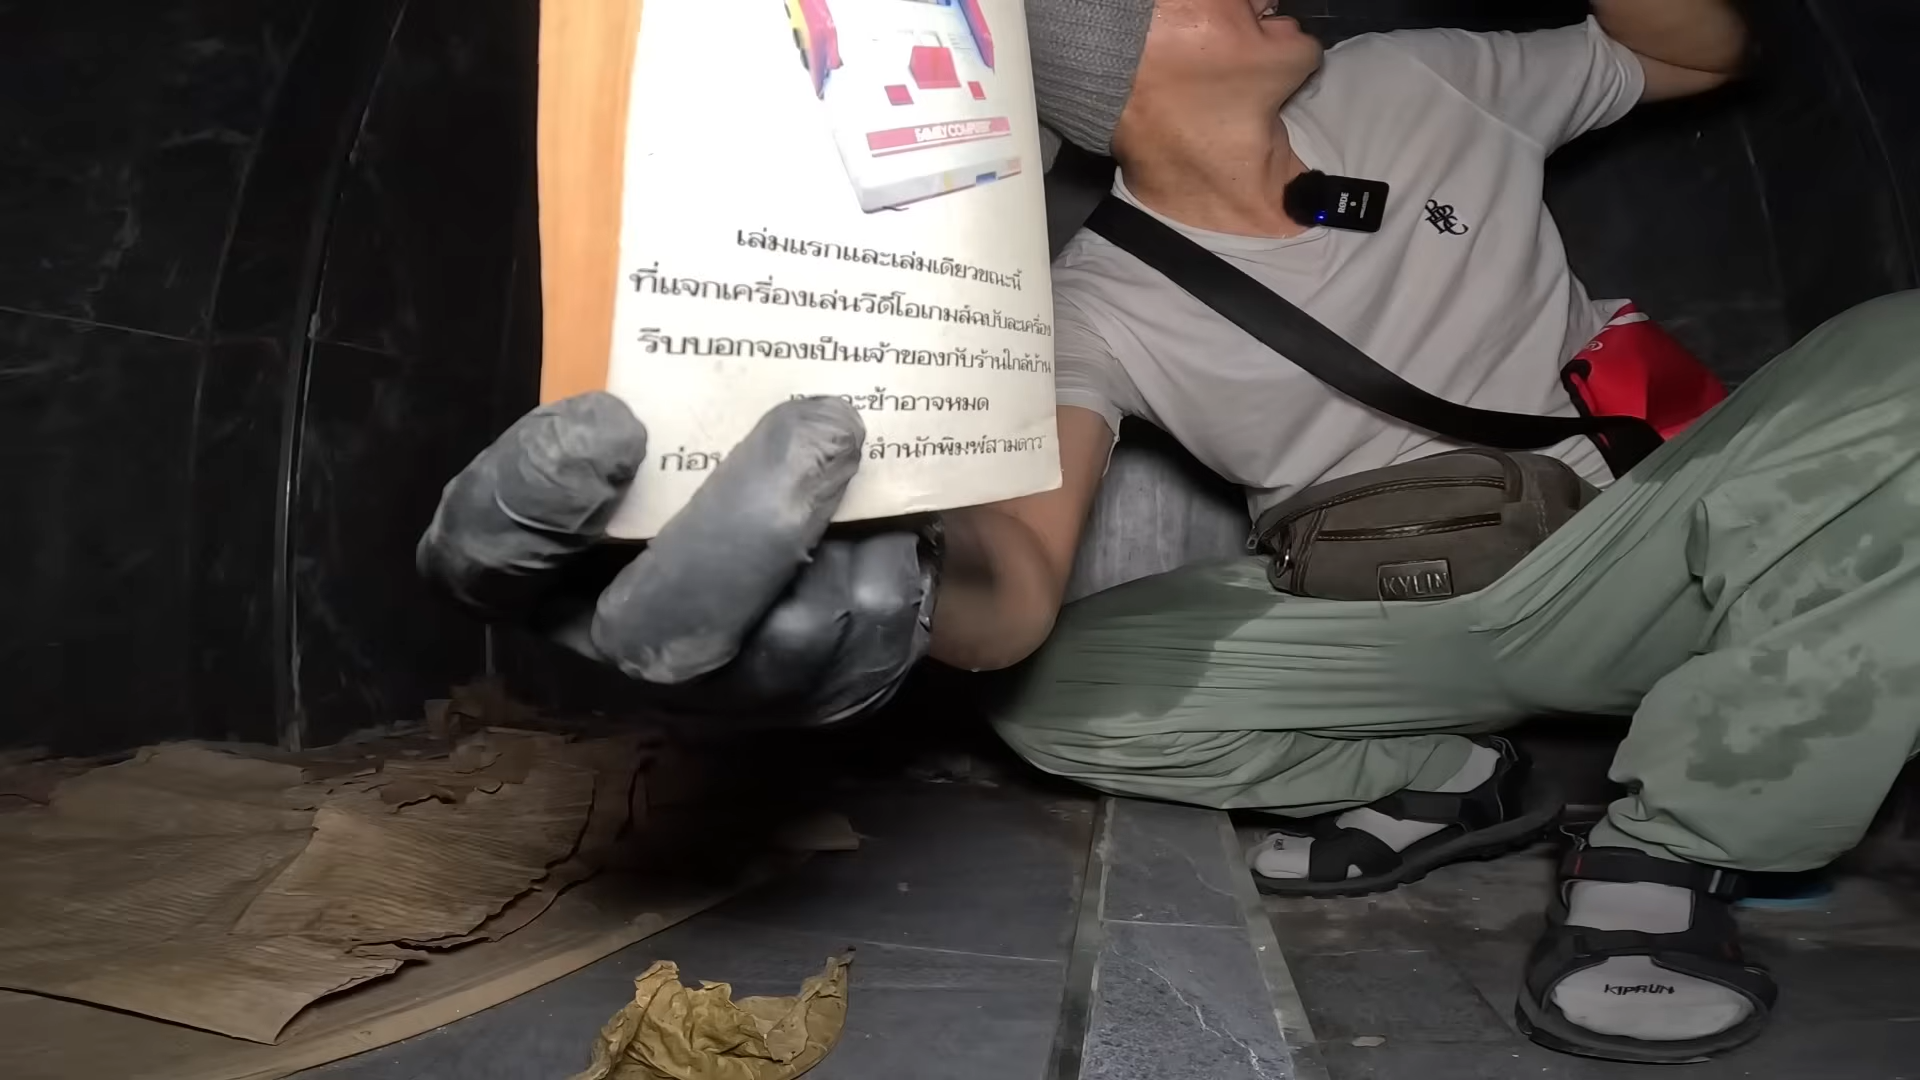 FAMILY COMPUTER
เล่มแรกและเล่มเดียวขณะนี้
ที่แจกเครื่องเล่นวิดีโอเกมส์ฉบับละเครื่อง
รีบบอกจองเป็นเจ้าของกับร้านใกล้บ้าน
ช้าอาจหมด
ก่อน สำนักพิมพ์สามดาว
RØDE
KYLIN
KIPRUN